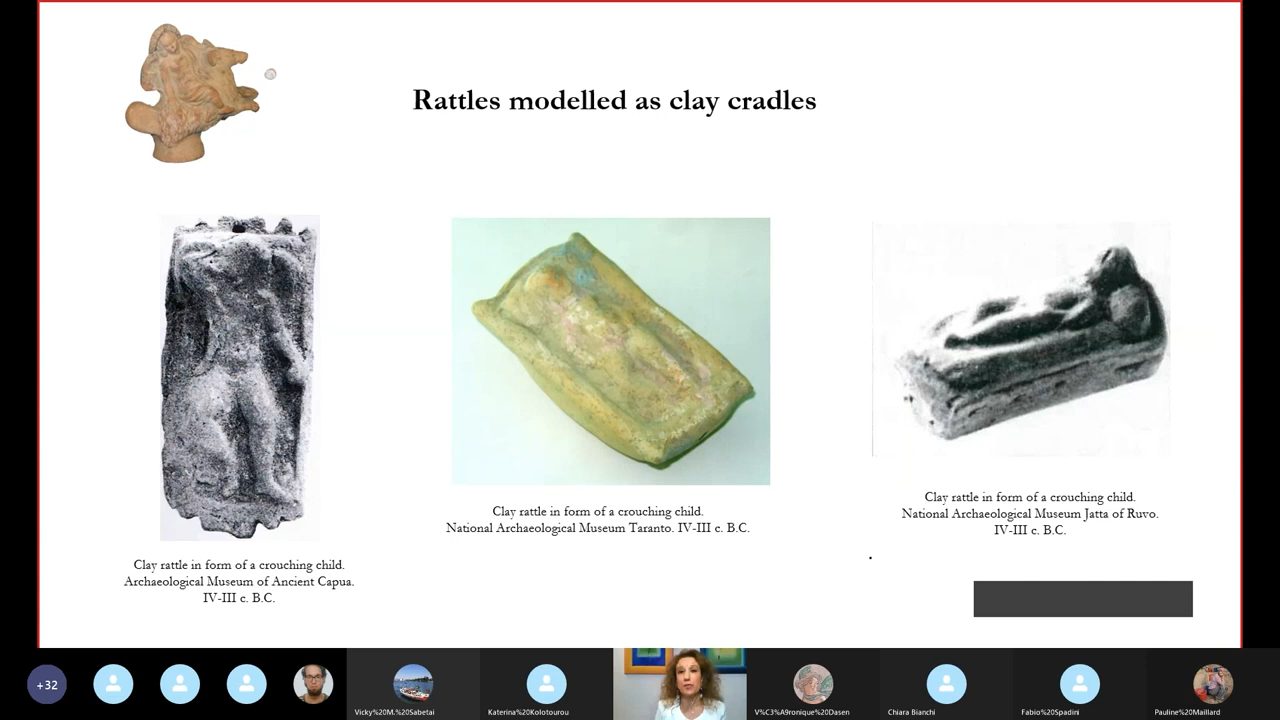 Rattles modelled as clay cradles
Clay rattle in form of a crouching child.
Archaeological Museum of Ancient Capua.
IV-III c. B.C.
Clay rattle in form of a crouching child.
National Archaeological Museum Taranto. IV-III c. B.C.
Clay rattle in form of a crouching child.
National Archaeological Museum Jatta of Ruvo.
IV-III c. B.C.
.
+32
Vicky%20M.%20Sabetai
Katerina%20Kolotourou
V%C3%A9ronique%20Dasen
Chiara Bianchi
Fabio%20Spadini
Pauline%20Maillard